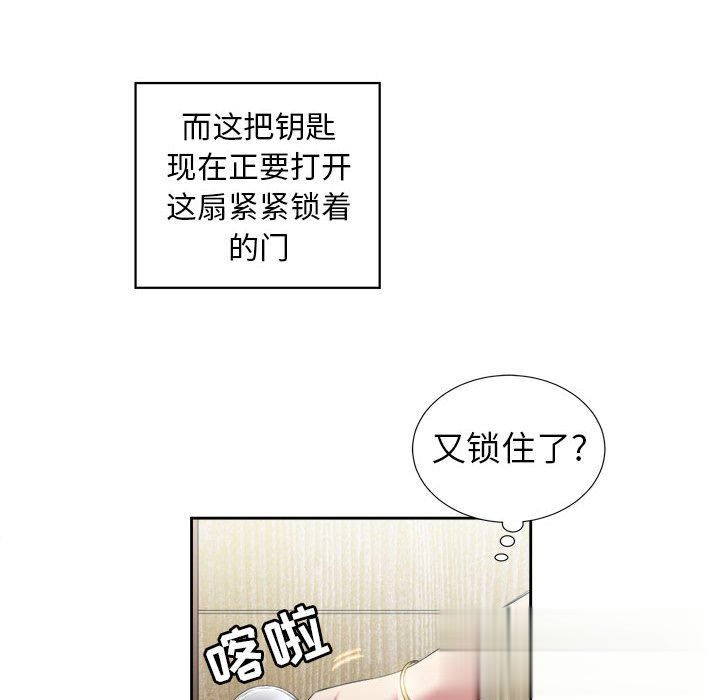 而这把钥匙
现在正要打开
这扇紧紧锁着
的门
又锁住了?
喀啦